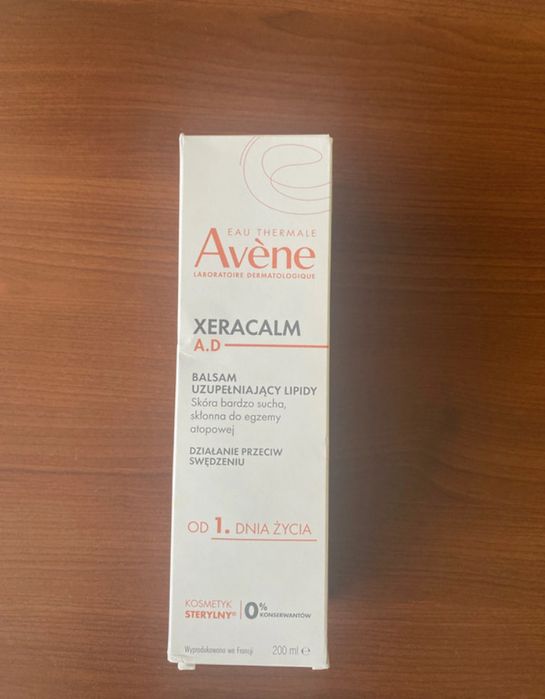 EAU THERMALE
Avène
LABORATOIRE DERMATOLOGIQUE
XERACALM
A.D
BALSAM
UZUPEŁNIAJĄCY LIPIDY
Skóra bardzo sucha,
skłonna do egzemy
atopowej
DZIAŁANIE PRZECIW
SWĘDZENIU
OD 1. DNIA ŻYCIA
KOSMETYK
STERYLNY®
0% KONSERWANTÓW
Wyprodukowano we Francji 200 ml ℮